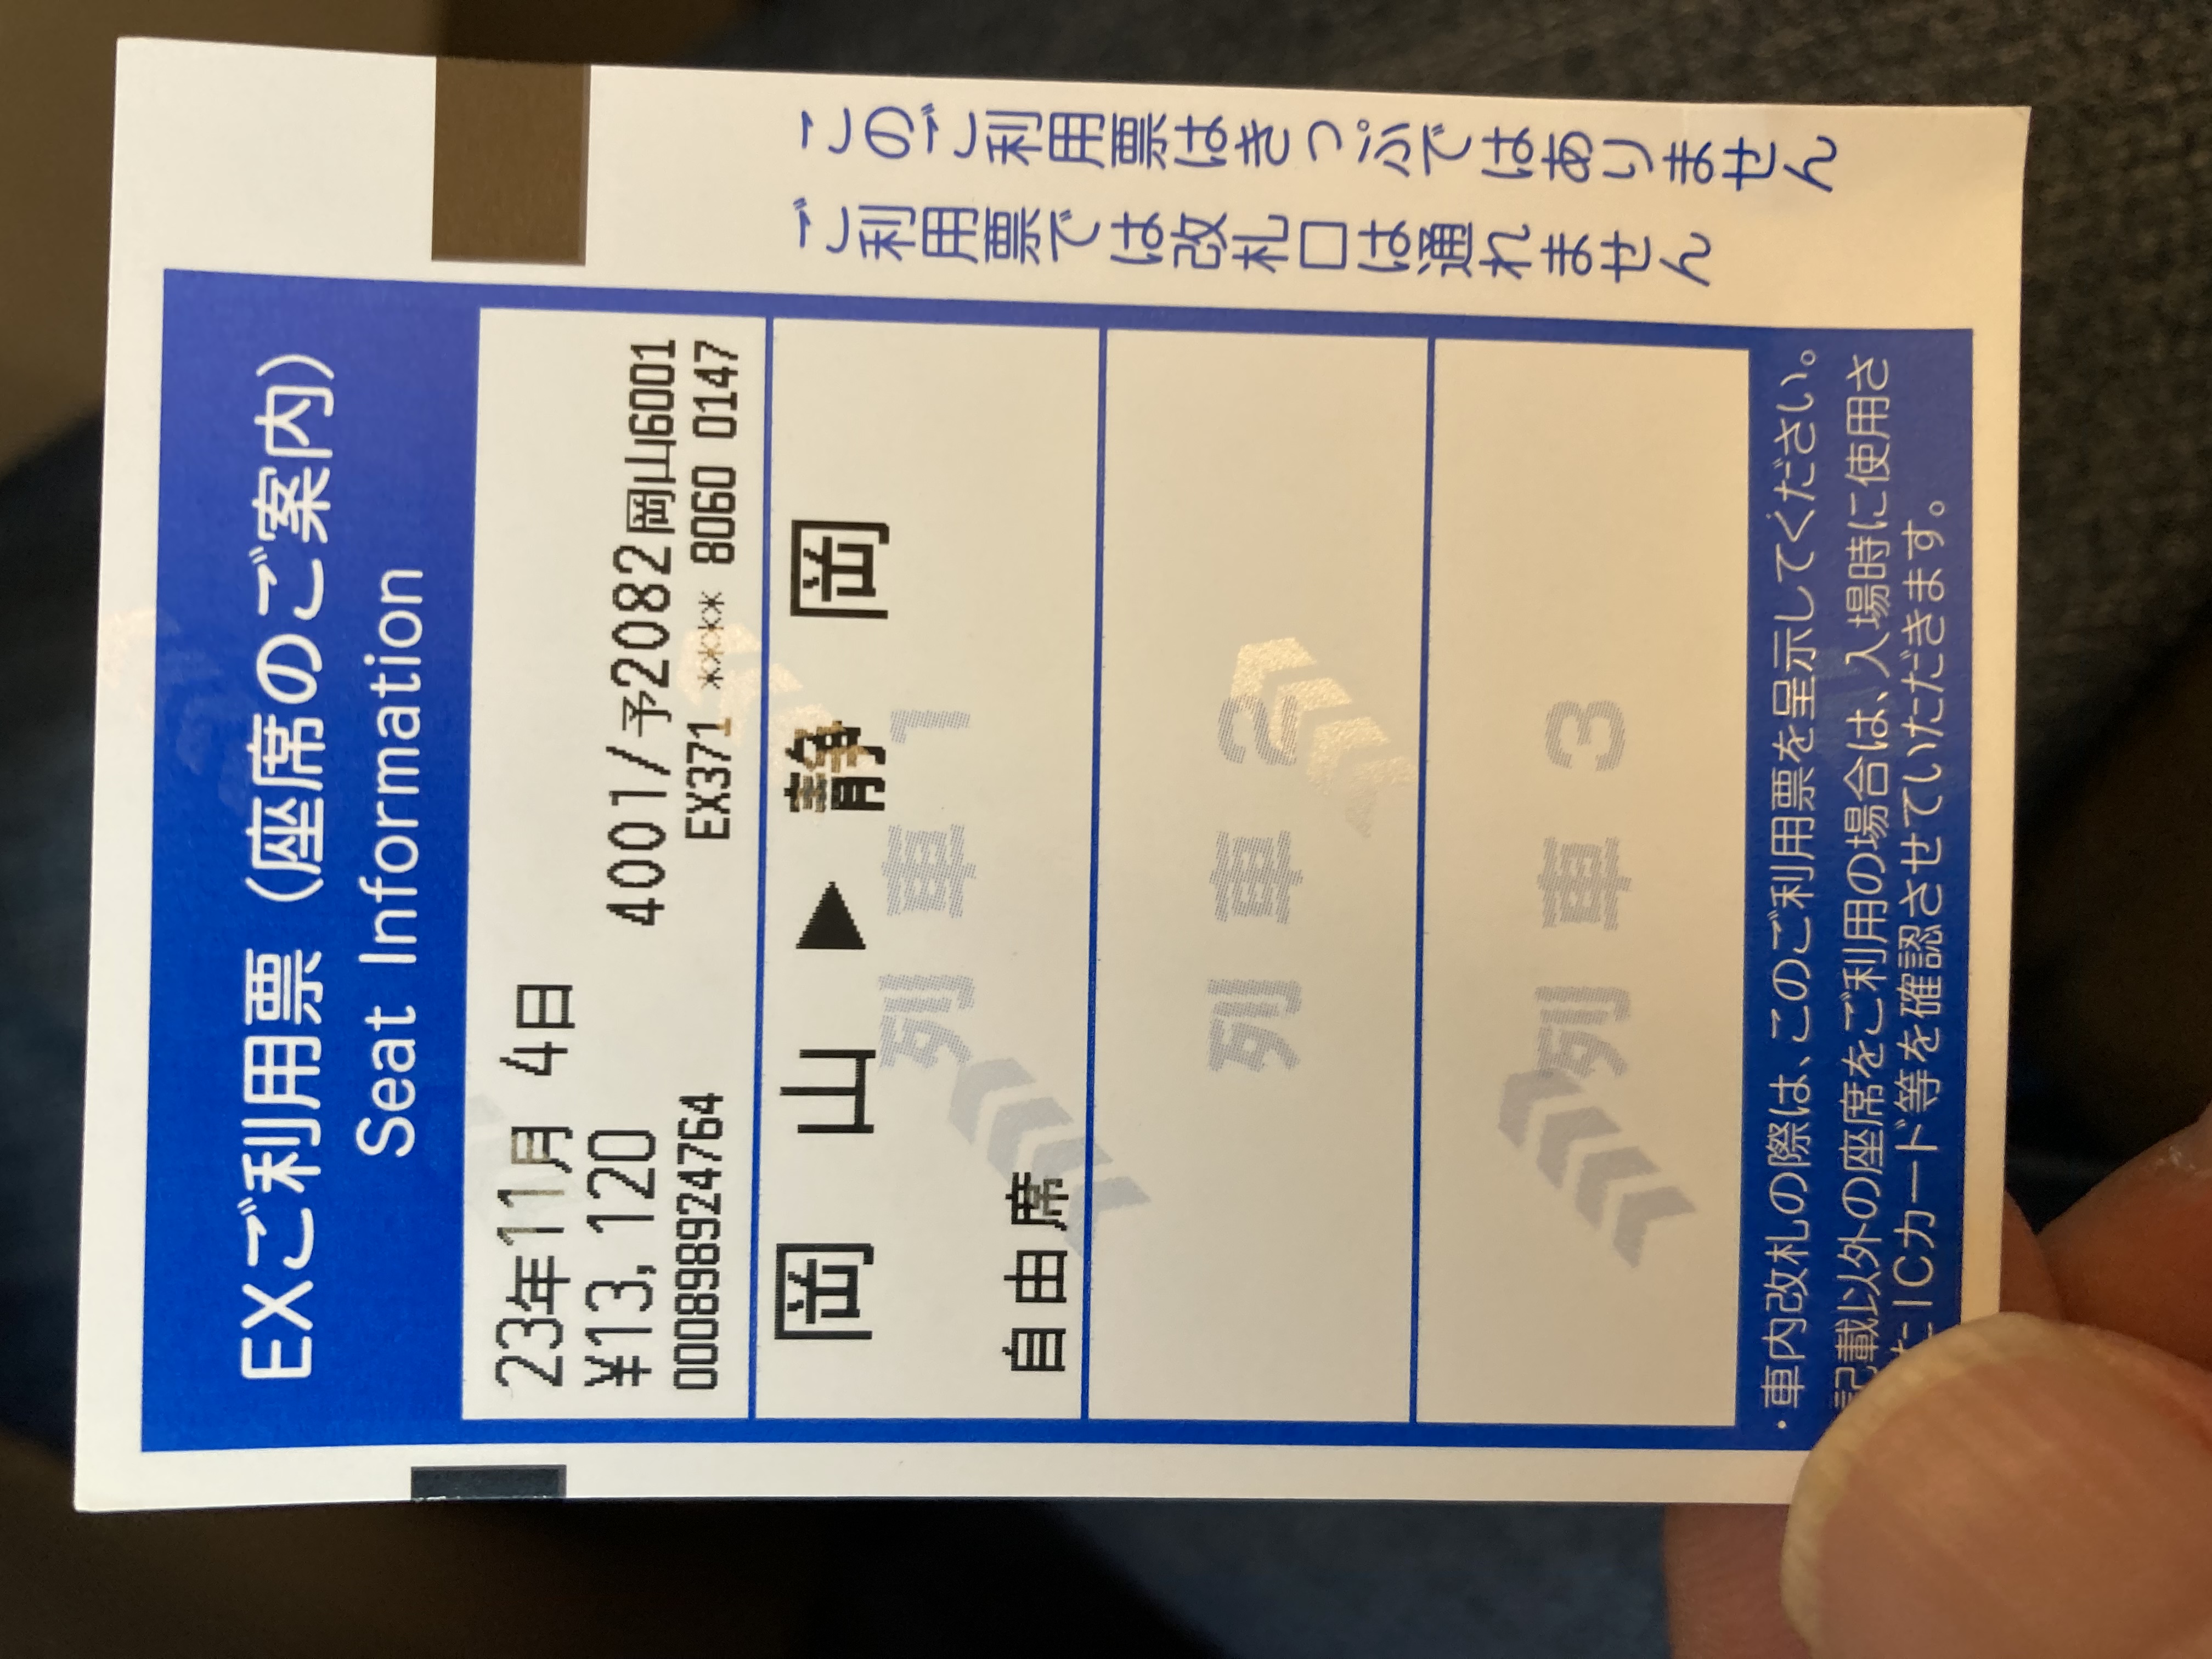 このご利用票はきっぷではありません
ご利用票では改札口は通れません
EXご利用票（座席のご案内）
Seat Information
23年11月 4日
¥13,120 4001/予2082岡山6001
000898924764 EX371 **** 8060 0147
岡 山 ▶ 静 岡
列 車 1
自由席
列 車 2
列 車 3
・車内改札の際は、このご利用票を呈示してください。
記載以外の座席をご利用の場合は、入場時に使用さ
たICカード等を確認させていただきます。